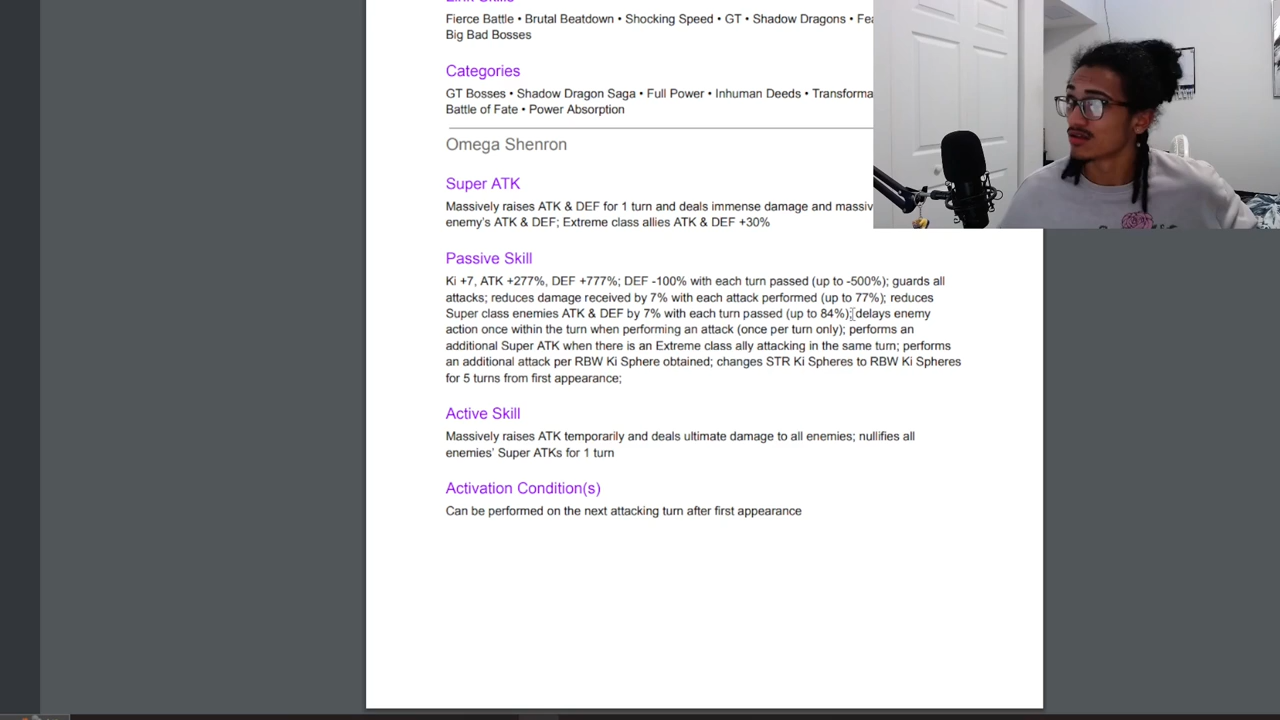 Fierce Battle • Brutal Beatdown • Shocking Speed • GT • Shadow Dragons •
Big Bad Bosses
Categories
GT Bosses • Shadow Dragon Saga • Full Power • Inhuman Deeds •
Battle of Fate • Power Absorption
Omega Shenron
Super ATK
Massively raises ATK & DEF for 1 turn and deals immense damage and
enemy's ATK & DEF; Extreme class allies ATK & DEF +30%
Passive Skill
Ki +7, ATK +277%, DEF +777%; DEF -100% with each turn passed (up to -500%); guards all
attacks; reduces damage received by 7% with each attack performed (up to 77%); reduces
Super class enemies ATK & DEF by 7% with each turn passed (up to 84%); delays enemy
action once within the turn when performing an attack (once per turn only); performs an
additional Super ATK when there is an Extreme class ally attacking in the same turn; performs
an additional attack per RBW Ki Sphere obtained; changes STR Ki Spheres to RBW Ki Spheres
for 5 turns from first appearance;
Active Skill
Massively raises ATK temporarily and deals ultimate damage to all enemies; nullifies all
enemies' Super ATKs for 1 turn
Activation Condition(s)
Can be performed on the next attacking turn after first appearance